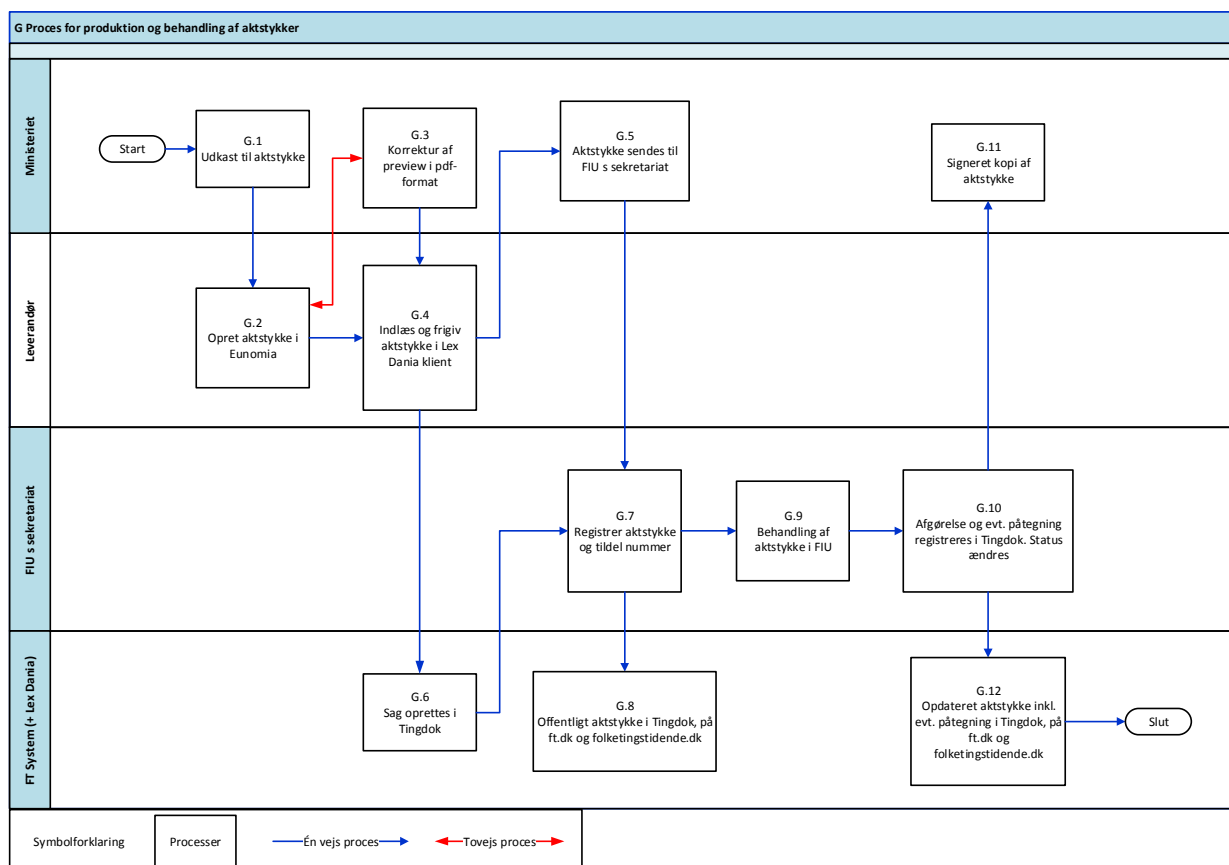 G Proces for produktion og behandling af aktstykker
Ministeriet
Start
G.1
Udkast til aktstykke
G.3
Korrektur af
preview i pdf-
format
G.5
Aktstykke sendes til
FIU s sekretariat
G.11
Signeret kopi af
aktstykke
Leverandør
G.2
Opret aktstykke i
Eunomia
G.4
Indlæs og frigiv
aktstykke i Lex
Dania klient
FIU s sekretariat
G.7
Registrer aktstykke
og tildel nummer
G.9
Behandling af
aktstykke i FIU
G.10
Afgørelse og evt. påtegning
registreres i Tingdok. Status
ændres
FT System (+ Lex Dania)
G.6
Sag oprettes i
Tingdok
G.8
Offentligt aktstykke i Tingdok, på
ft.dk og folketingstidende.dk
G.12
Opdateret aktstykke inkl.
evt. påtegning i Tingdok, på
ft.dk og
folketingstidende.dk
Slut
Symbolforklaring
Processer
Én vejs proces
Tovejs proces